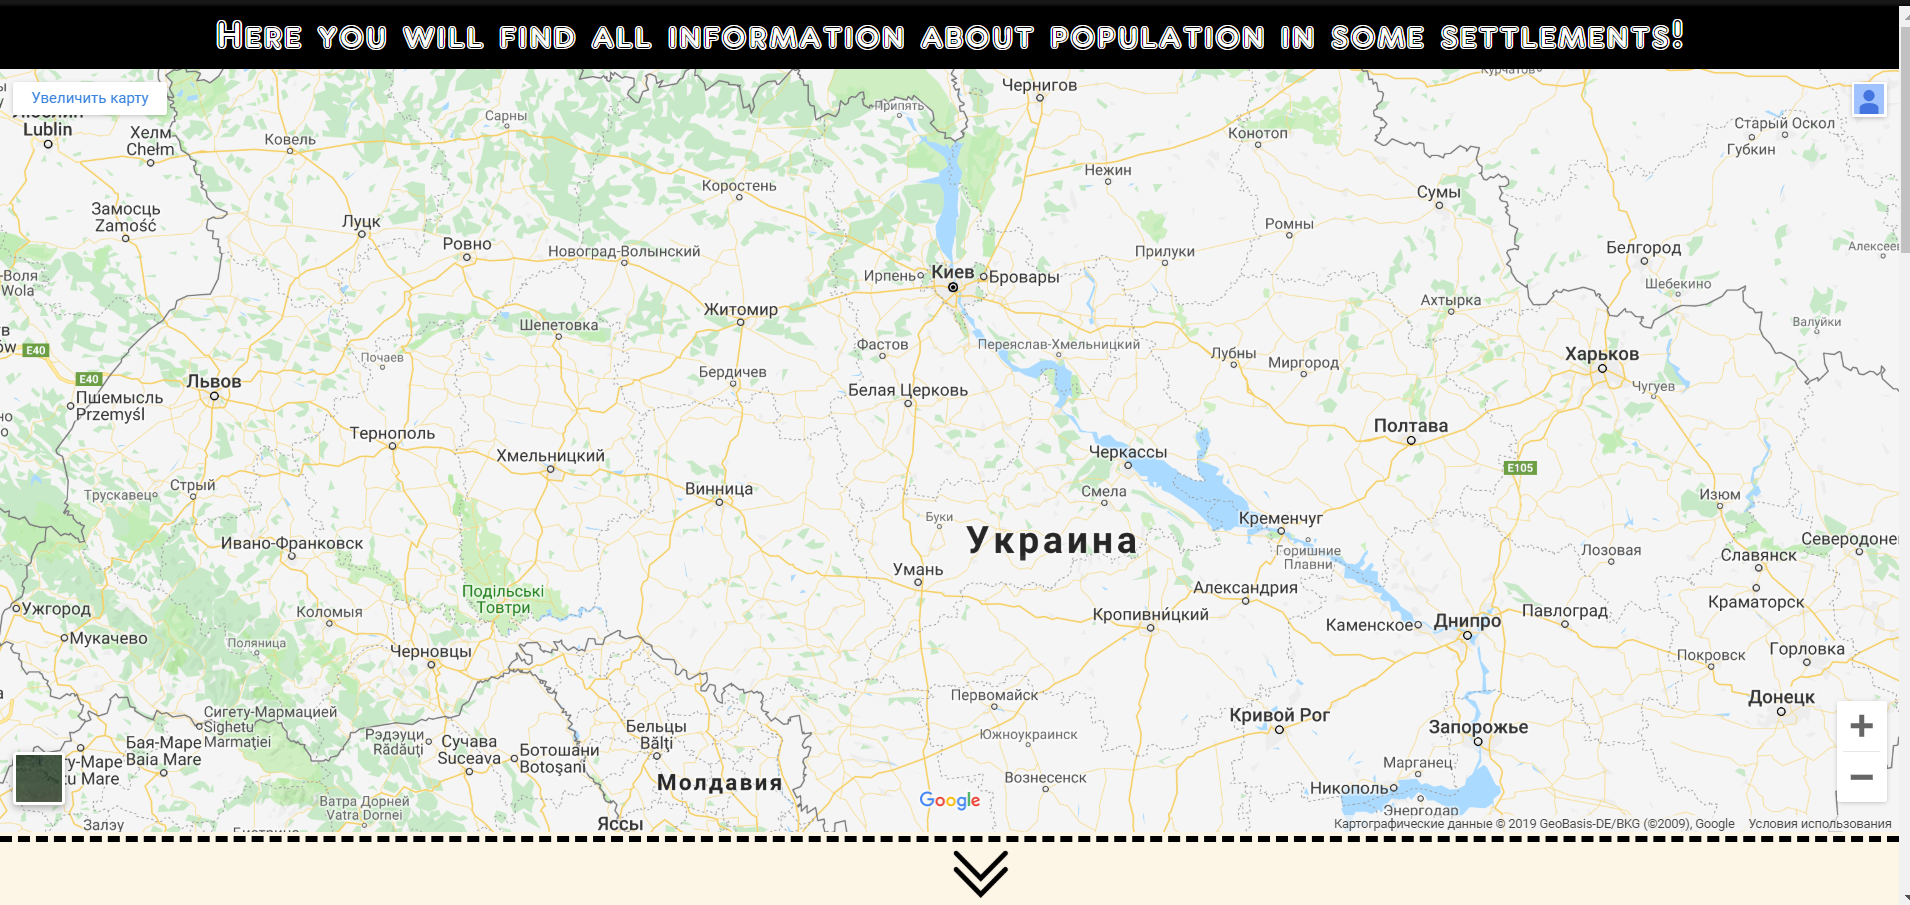 Here you will find all information about population in some settlements!
Увеличить карту
Lublin
Хелм
Chełm
Ковель
Сарны
Припять
Чернигов
Курчатов
Конотоп
Старый Оскол
Губкин
Коростень
Нежин
Сумы
Замосць
Zamość
Луцк
Ровно
Новоград-Волынский
Ромны
Прилуки
Белгород
-Воля
Wola
Ирпень
Киев
Бровары
Шебекино
Житомир
Ахтырка
Шепетовка
Валуйки
E40
Почаев
Фастов
Переяслав-Хмельницкий
Лубны
Миргород
Харьков
E40
Львов
Бердичев
Белая Церковь
Чугуев
Пшемысль
Przemyśl
Тернополь
Полтава
Хмельницкий
Черкассы
E105
Трускавец
Стрый
Винница
Смела
Изюм
Буки
Кременчуг
Украина
Ивано-Франковск
Горишние
Плавни
Лозовая
Северодоне
Славянск
Умань
Подільські
Товтри
Александрия
Краматорск
Ужгород
Коломыя
Кропивни́цкий
Каменское
Днипро
Павлоград
Мукачево
Поляница
Черновцы
Покровск
Горловка
Первомайск
Донецк
Сигету-Мармацией
Sighetu
Marmației
Бельцы
Bălți
Кривой Рог
Запорожье
Рэдэуци
Rădăuți
Сучава
Suceava
Ботошани
Botoșani
Южноукраинск
Бая-Маре
Baia Mare
у-Маре
u Mare
Молдавия
Вознесенск
Марганец
Никополь
Google
Ватра Дорней
Vatra Dornei
Энергодар
Залэу
Яссы
Картографические данные © 2019 GeoBasis-DE/BKG (©2009), Google
Условия использования